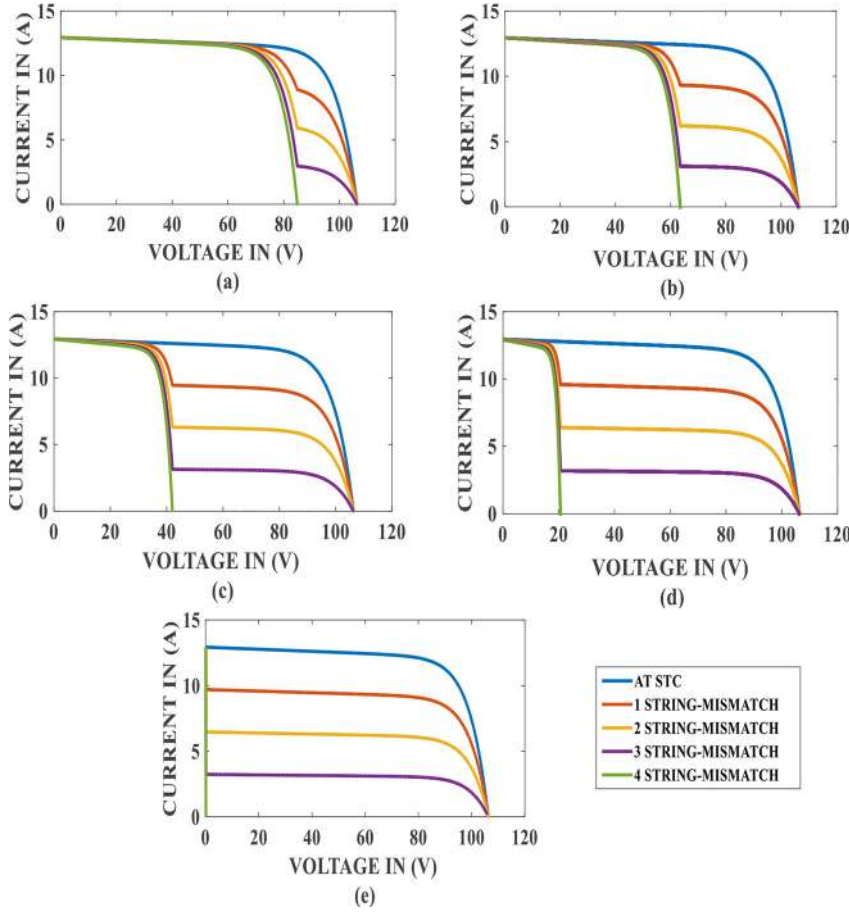 CURRENT IN (A)
15
10
5
0
0 20 40 60 80 100 120
VOLTAGE IN (V)
(a)
CURRENT IN (A)
15
10
5
0
0 20 40 60 80 100 120
VOLTAGE IN (V)
(b)
CURRENT IN (A)
15
10
5
0
0 20 40 60 80 100 120
VOLTAGE IN (V)
(c)
CURRENT IN (A)
15
10
5
0
0 20 40 60 80 100 120
VOLTAGE IN (V)
(d)
CURRENT IN (A)
15
10
5
0
0 20 40 60 80 100 120
VOLTAGE IN (V)
(e)
AT STC
1 STRING-MISMATCH
2 STRING-MISMATCH
3 STRING-MISMATCH
4 STRING-MISMATCH